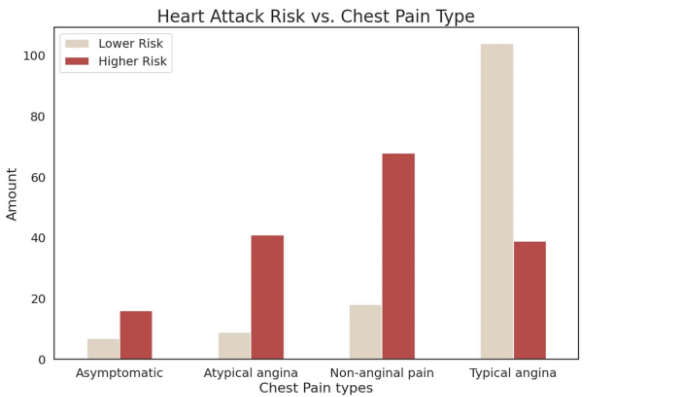 Heart Attack Risk vs. Chest Pain Type
Lower Risk
Higher Risk
100
80
60
40
20
0
Amount
Asymptomatic Atypical angina Non-anginal pain Typical angina
Chest Pain types